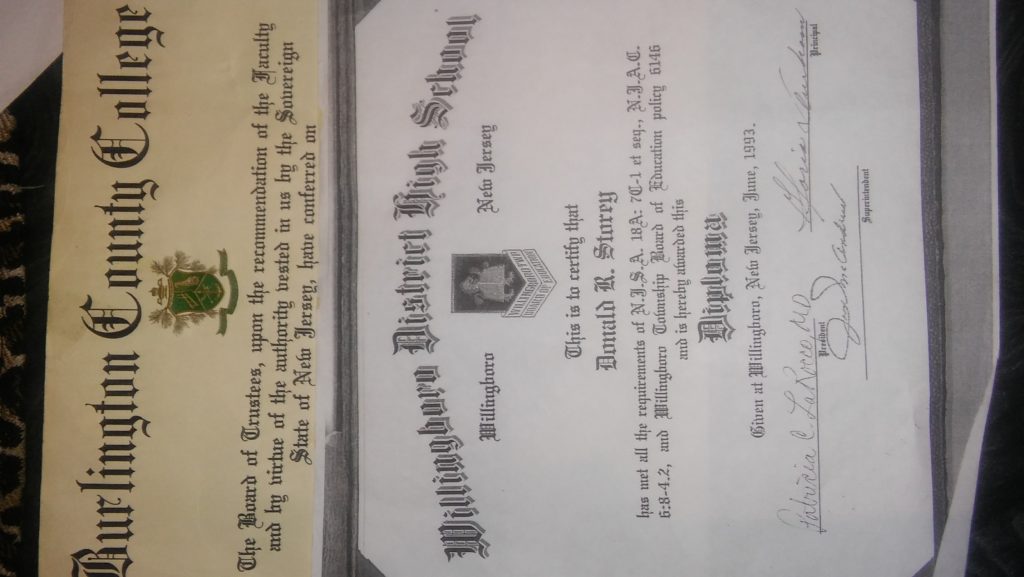 Burlington County College
The Board of Trustees, upon the recommendation of the Faculty
and by virtue of the authority vested in us by the Sovereign
State of New Jersey, have conferred on
Willingboro District High School
Willingboro New Jersey
This is to certify that
Donald R. Storey
has met all the requirements of N.J.S.A. 18A: 7C-1 et seq., N.J.A.C.
6:8-4.2, and Willingboro Township Board of Education policy 6146
and is hereby awarded this
Diploma
Given at Willingboro, New Jersey, June, 1993.
Patricia C. LaRocco MD
President
Principal
Superintendent